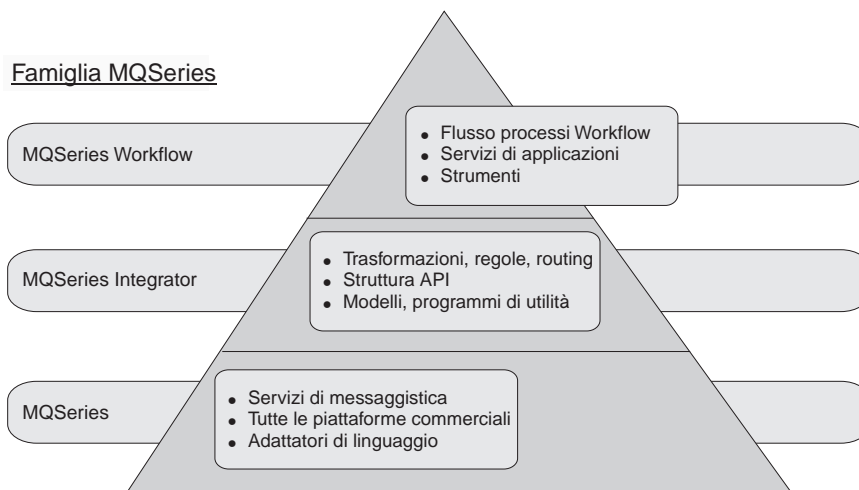 Famiglia MQSeries
MQSeries Workflow
• Flusso processi Workflow
• Servizi di applicazioni
• Strumenti
MQSeries Integrator
• Trasformazioni, regole, routing
• Struttura API
• Modelli, programmi di utilità
MQSeries
• Servizi di messaggistica
• Tutte le piattaforme commerciali
• Adattatori di linguaggio